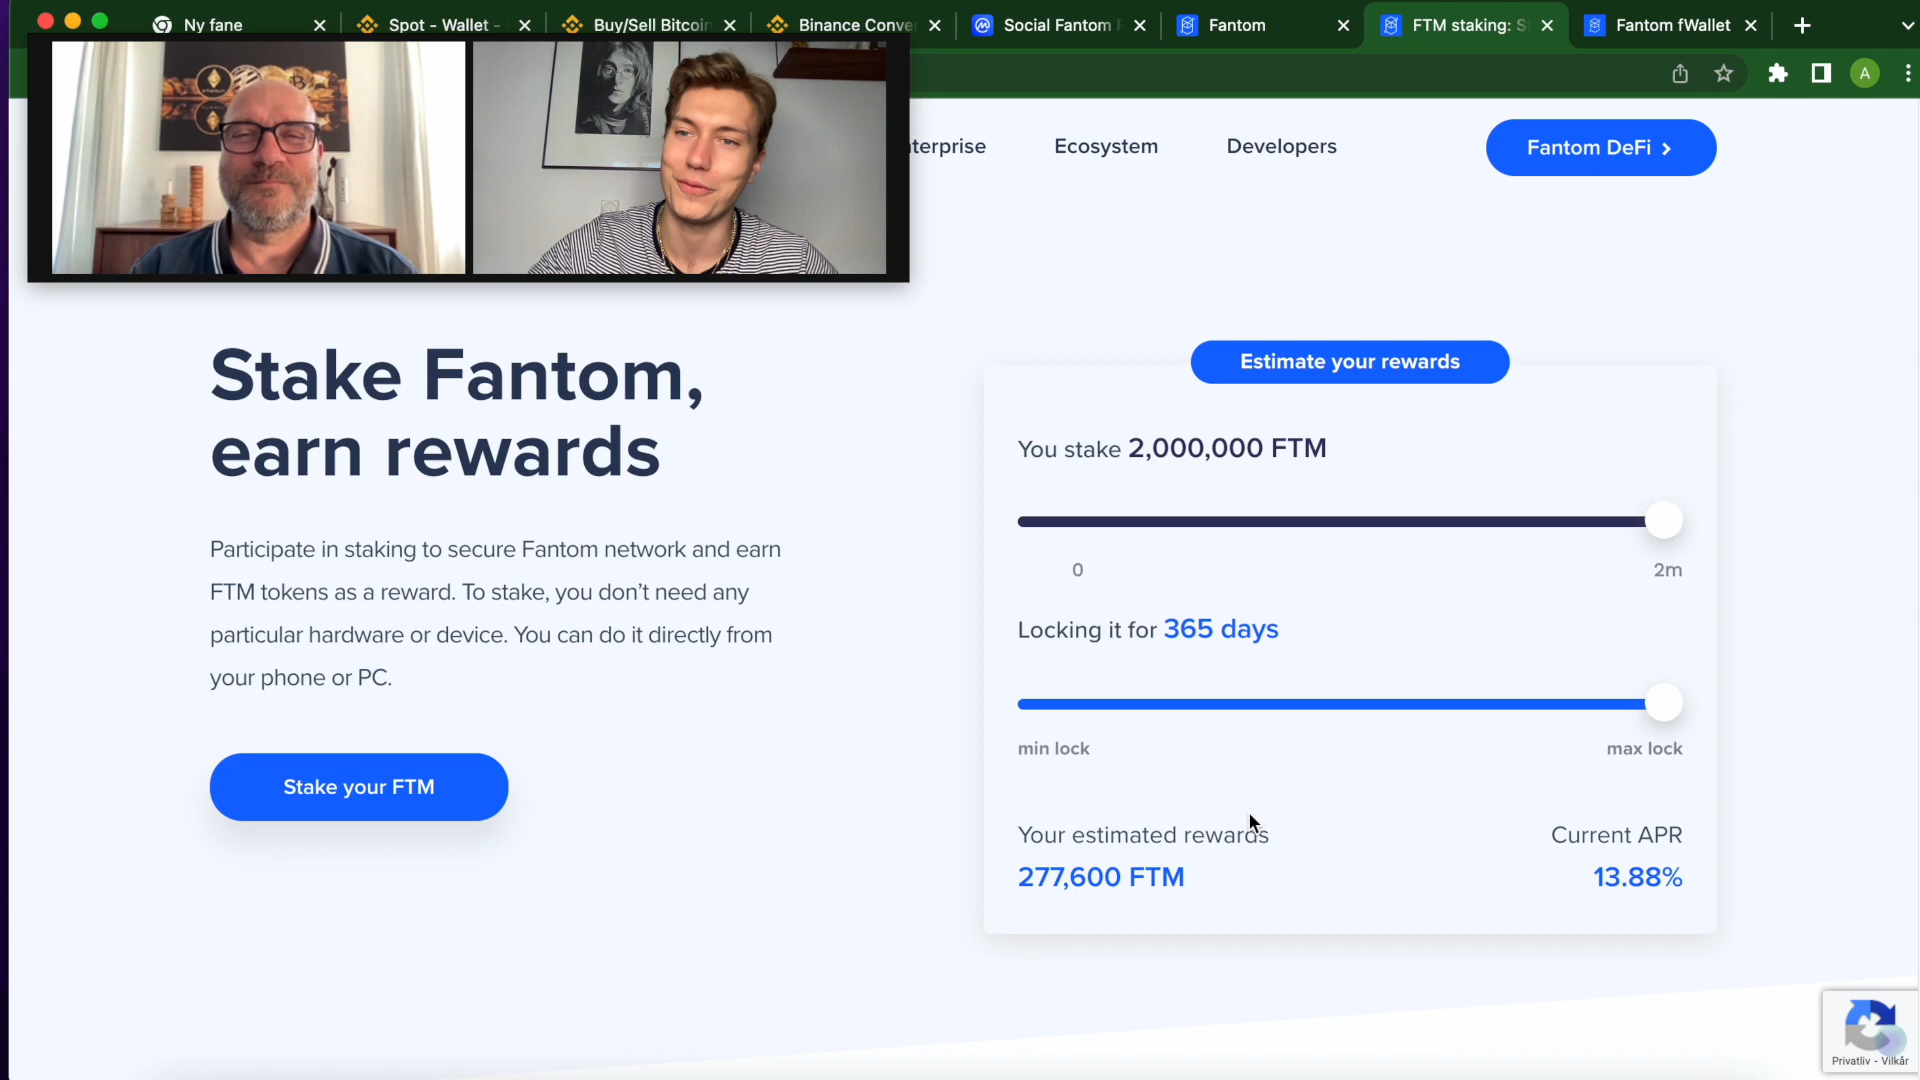 Ny fane
Spot - Wallet -
Buy/Sell Bitcoin
Binance Conve
Social Fantom
Fantom
FTM staking: S
Fantom fWallet
A
Ecosystem
Developers
Fantom DeFi
Stake Fantom,
earn rewards
Participate in staking to secure Fantom network and earn
FTM tokens as a reward. To stake, you don’t need any
particular hardware or device. You can do it directly from
your phone or PC.
Stake your FTM
Estimate your rewards
You stake 2,000,000 FTM
0
2m
Locking it for 365 days
min lock
max lock
Your estimated rewards
Current APR
277,600 FTM
13.88%
Privatliv - Vilkår